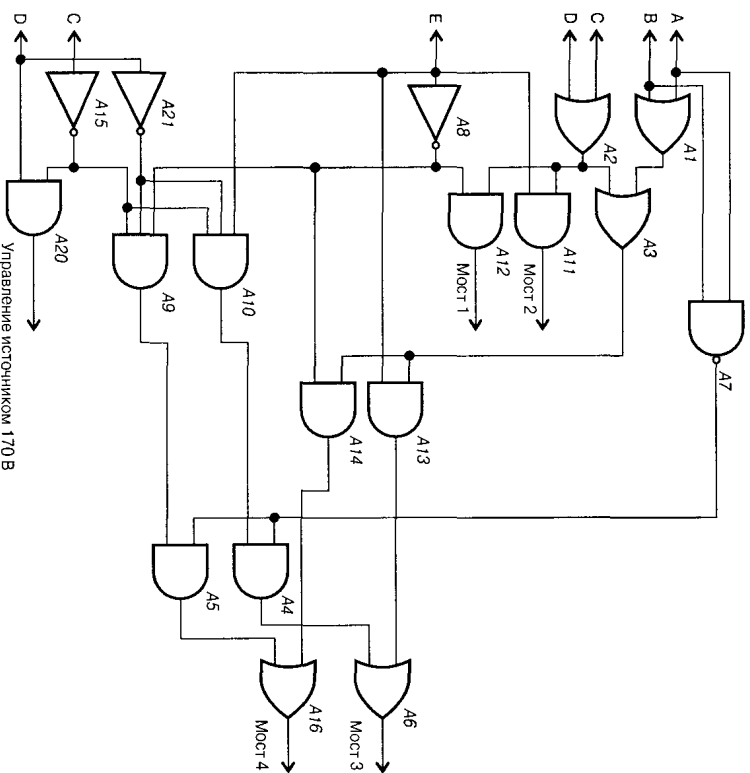 A
B
C
D
E
C
D
A1
A2
A3
A7
A8
A11
A12
Мост 2
Мост 1
A21
A15
A10
A9
A20
Управление источником 170 В
A13
A14
A4
A5
A6
A16
Мост 3
Мост 4